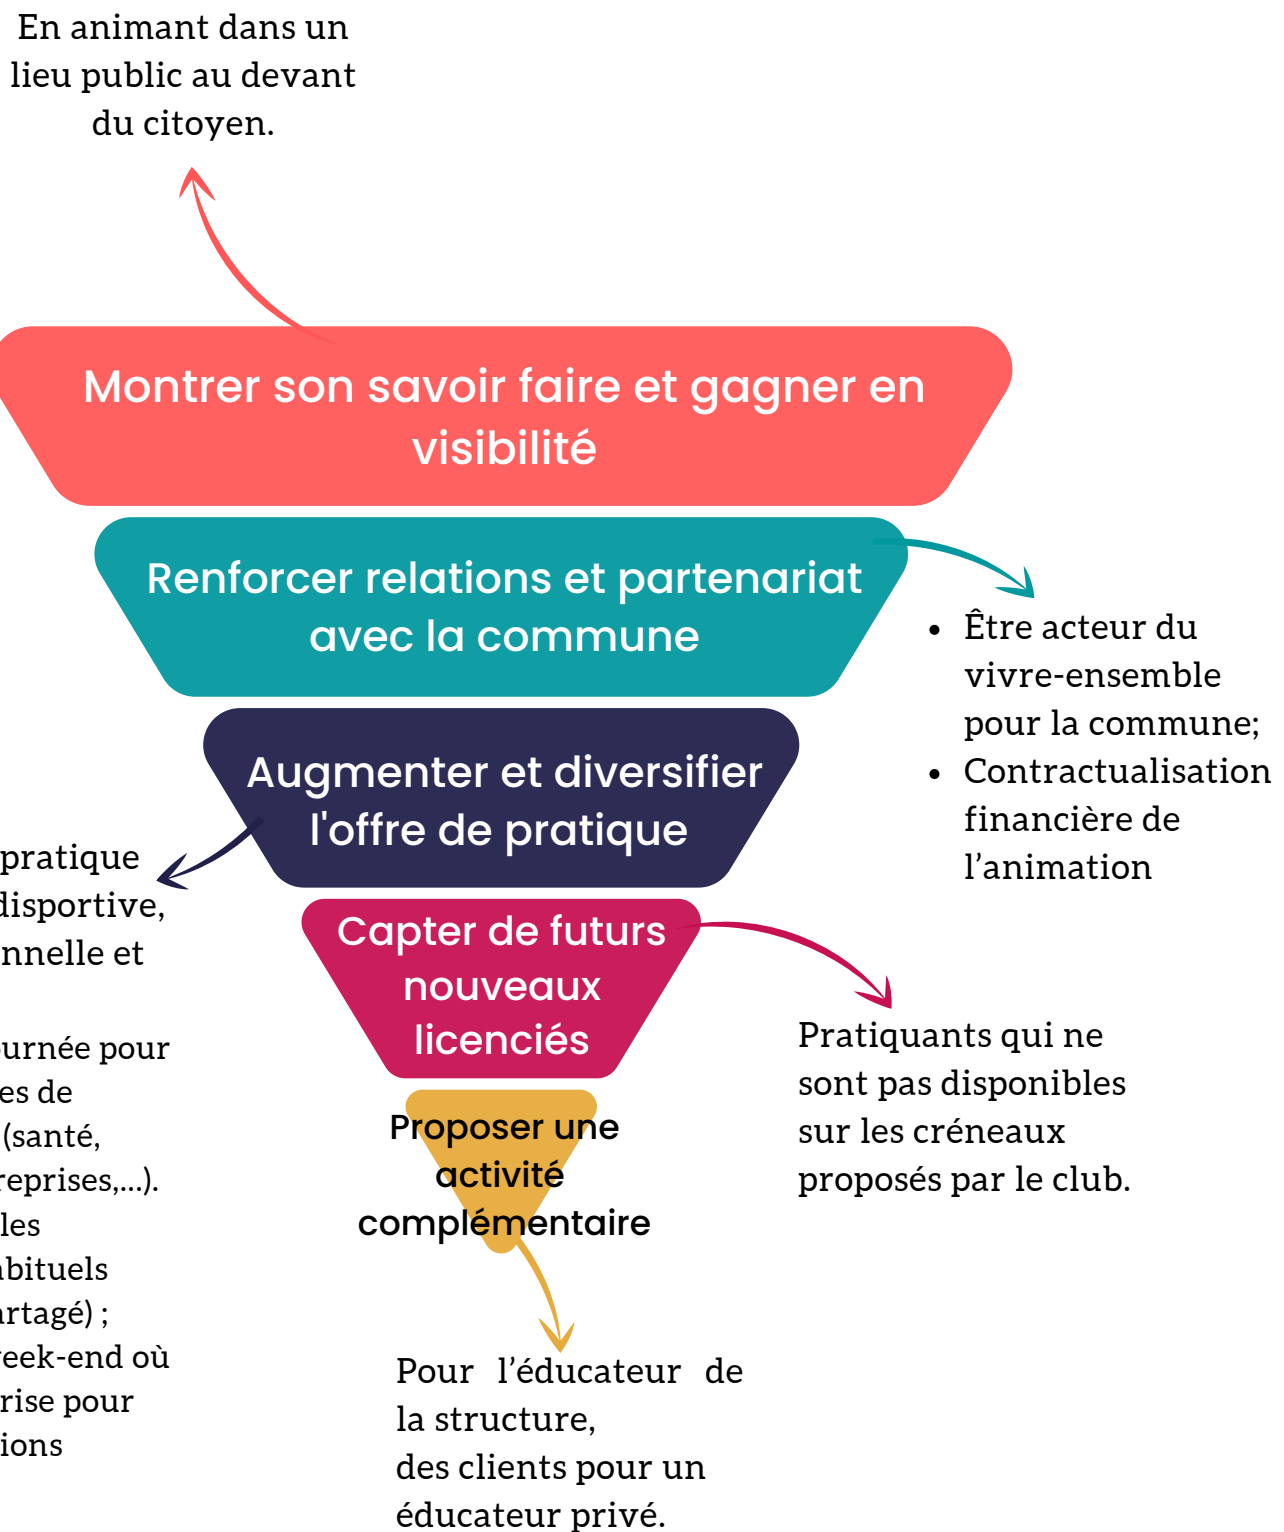 En animant dans un
lieu public au devant
du citoyen.
Montrer son savoir faire et gagner en
visibilité
Renforcer relations et partenariat
avec la commune
• Être acteur du
vivre-ensemble
pour la commune;
• Contractualisation
financière de
l’animation
Augmenter et diversifier
l'offre de pratique
pratique
disportive,
nnelle et
urnée pour
es de
(santé,
reprises,...).
les
abituels
artagé) ;
eek-end où
rise pour
ions
Capter de futurs
nouveaux
licenciés
Pratiquants qui ne
sont pas disponibles
sur les créneaux
proposés par le club.
Proposer une
activité
complémentaire
Pour l’éducateur de
la structure,
des clients pour un
éducateur privé.